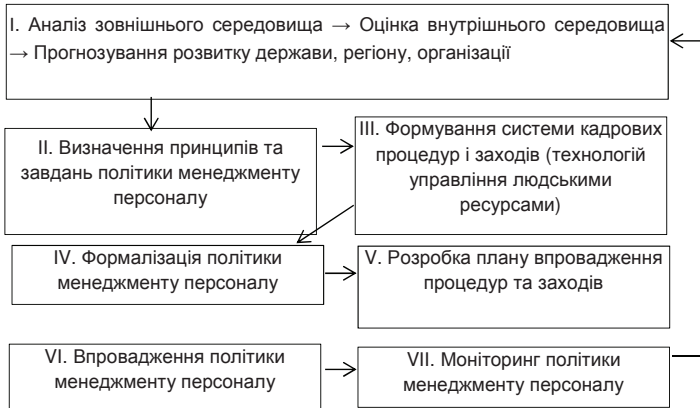 I. Аналіз зовнішнього середовища → Оцінка внутрішнього середовища
→ Прогнозування розвитку держави, регіону, організації
II. Визначення принципів та
завдань політики менеджменту
персоналу
III. Формування системи кадрових
процедур і заходів (технологій
управління людськими
ресурсами)
IV. Формалізація політики
менеджменту персоналу
V. Розробка плану впровадження
процедур та заходів
VI. Впровадження політики
менеджменту персоналу
VII. Моніторинг політики
менеджменту персоналу